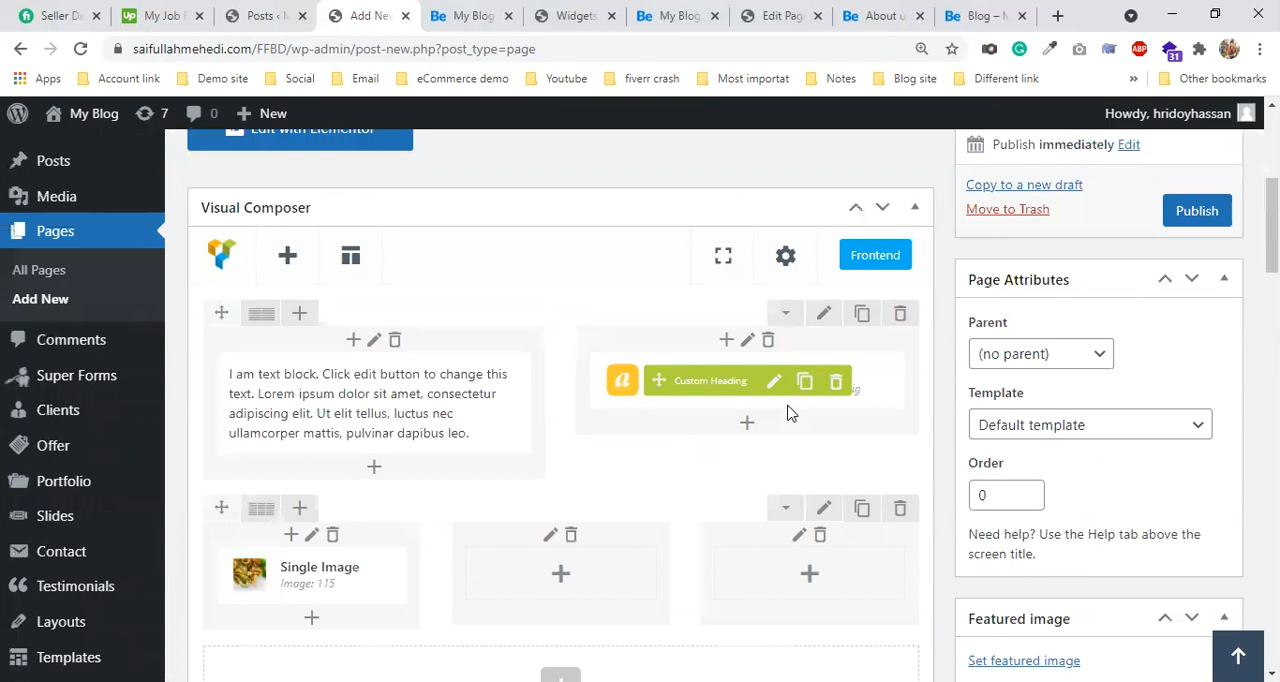 Seller Da
My Job F
Posts ‹ M
Add New
My Blog
Widgets
My Blog
Edit Pag
About u
Blog – M
saifullahmehedi.com/FFBD/wp-admin/post-new.php?post_type=page
ABP
31
Apps
Account link
Demo site
Social
Email
eCommerce demo
Youtube
fiverr crash
Most importat
Notes
Blog site
Different link
Other bookmarks
My Blog
7
0
New
Howdy, hridoyhassan
Posts
Media
Pages
All Pages
Add New
Comments
Super Forms
Clients
Offer
Portfolio
Slides
Contact
Testimonials
Layouts
Templates
Edit with Elementor
Visual Composer
Frontend
I am text block. Click edit button to change this
text. Lorem ipsum dolor sit amet, consectetur
adipiscing elit. Ut elit tellus, luctus nec
ullamcorper mattis, pulvinar dapibus leo.
Custom Heading
Single Image
Image: 115
Publish immediately Edit
Copy to a new draft
Move to Trash
Publish
Page Attributes
Parent
(no parent)
Template
Default template
Order
0
Need help? Use the Help tab above the
screen title.
Featured image
Set featured image